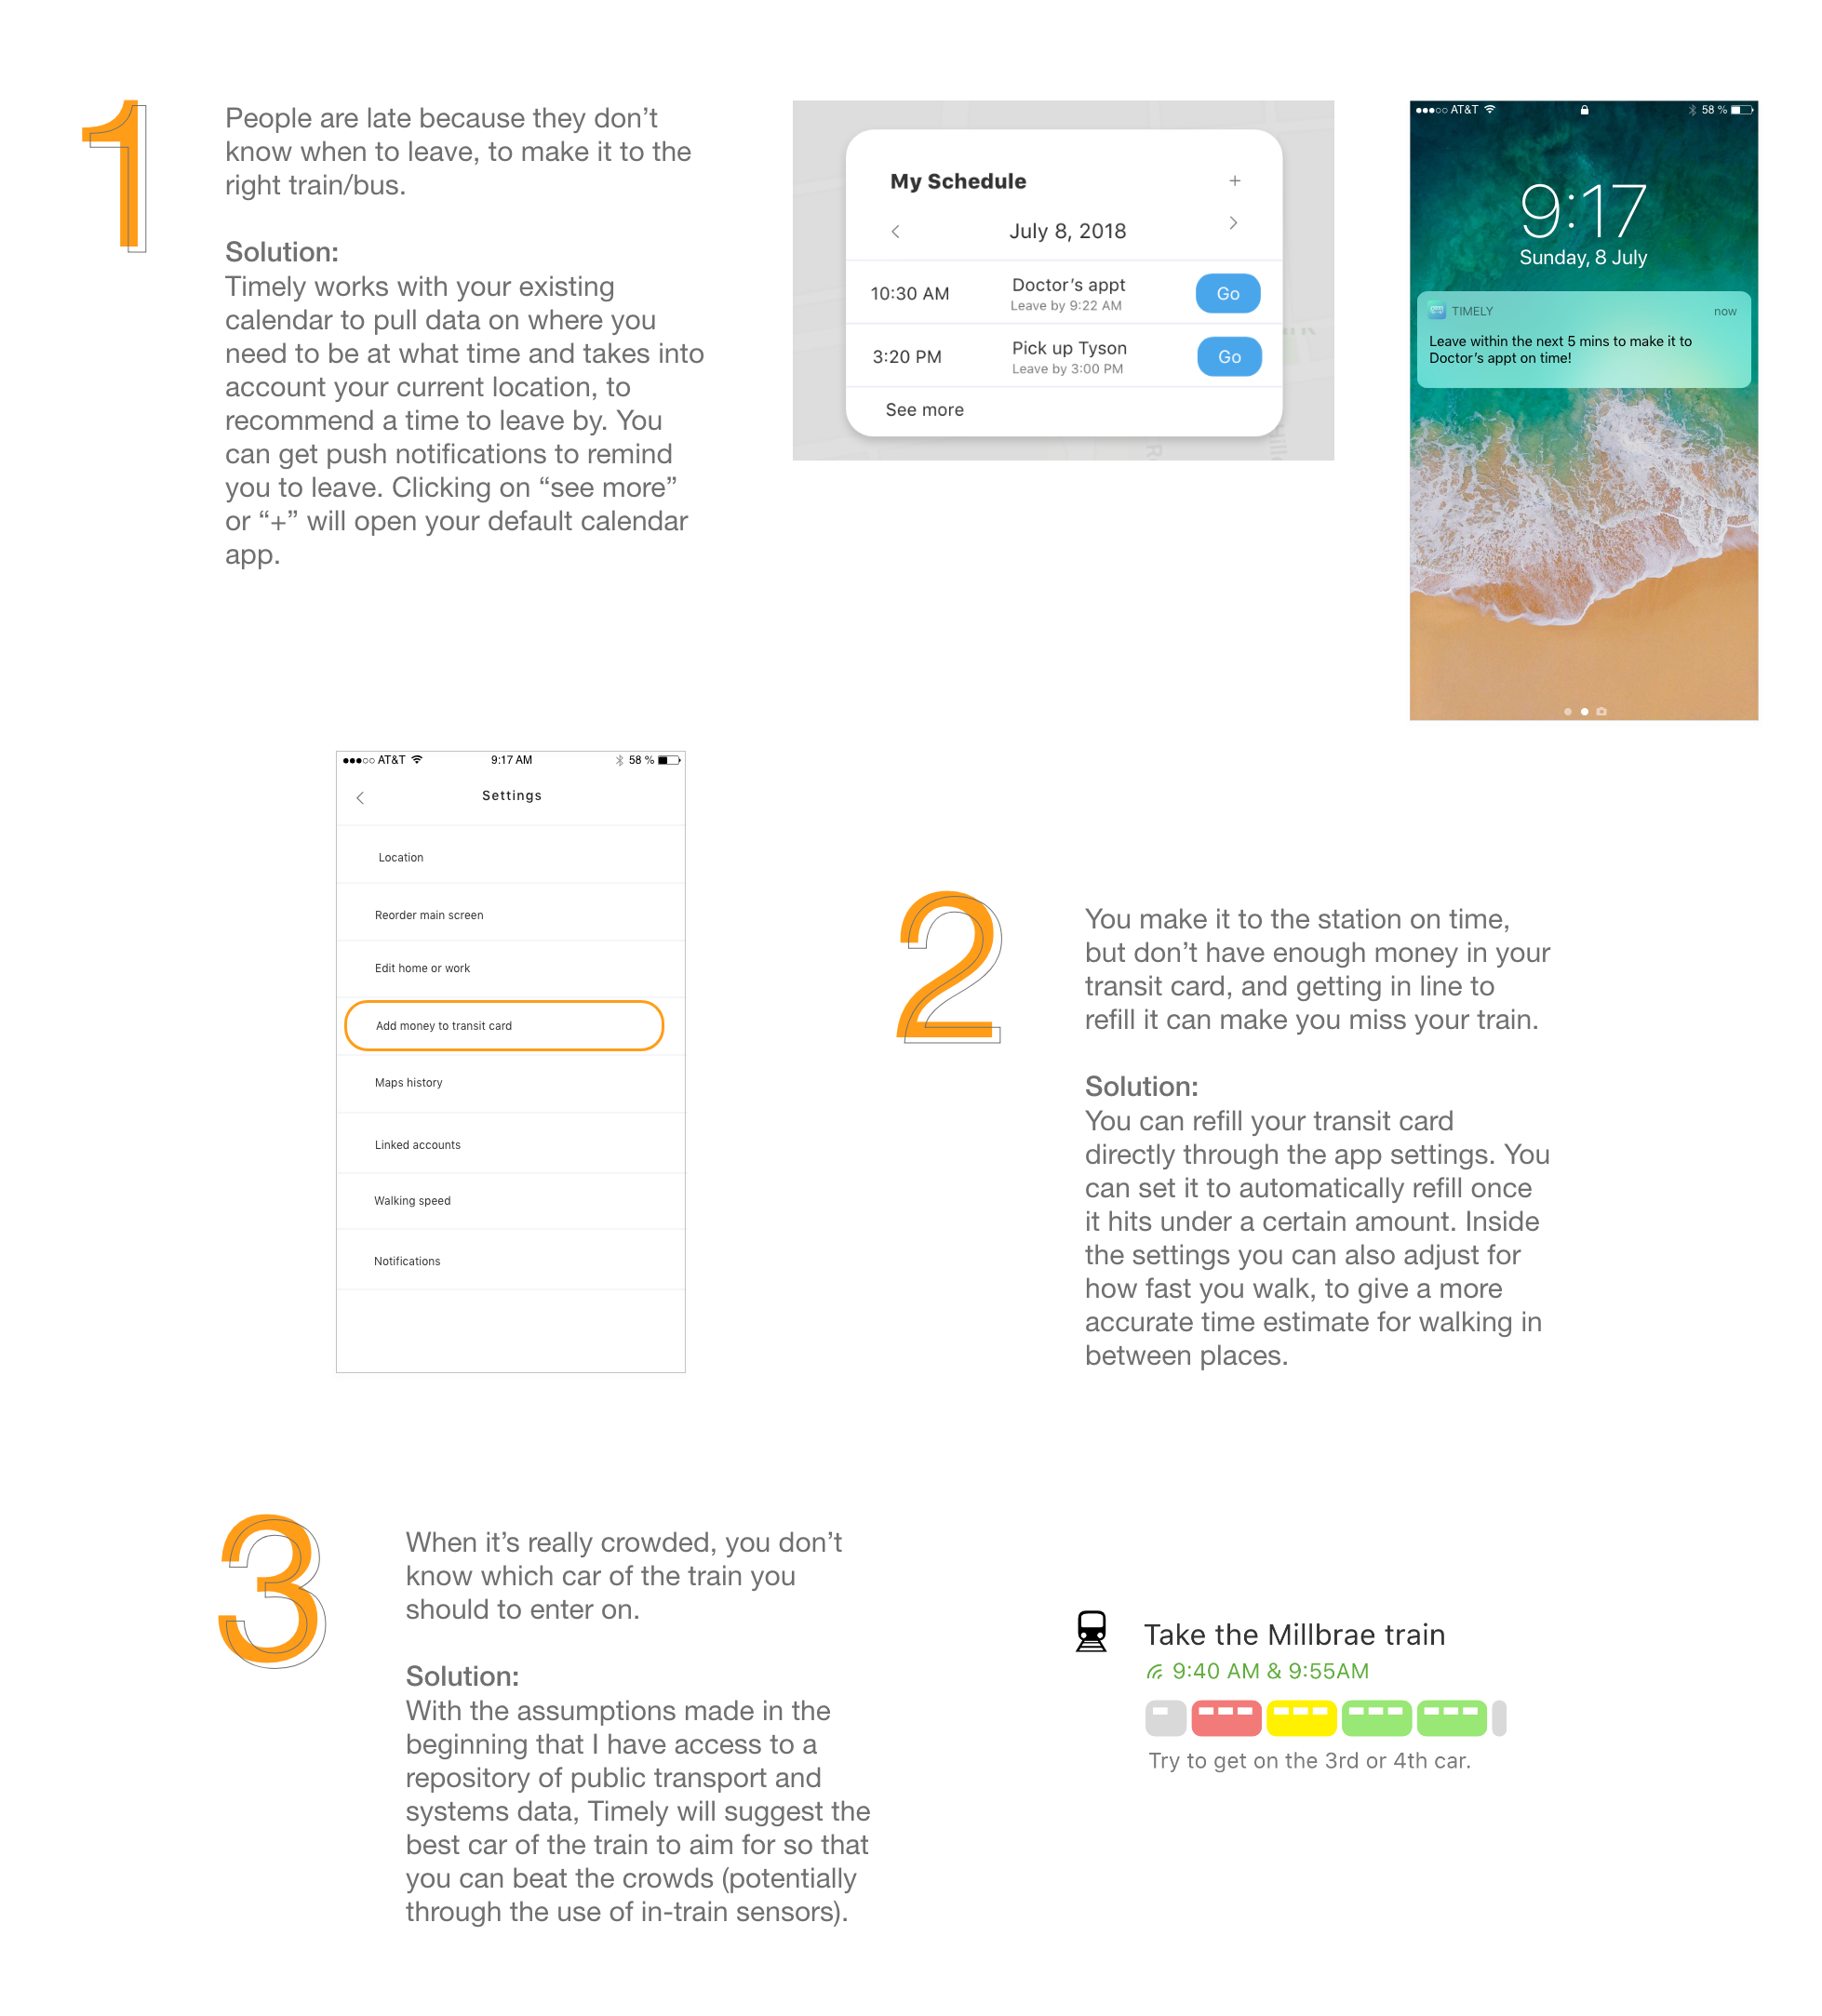 1
People are late because they don’t
know when to leave, to make it to the
right train/bus.
Solution:
Timely works with your existing
calendar to pull data on where you
need to be at what time and takes into
account your current location, to
recommend a time to leave by. You
can get push notifications to remind
you to leave. Clicking on “see more”
or “+” will open your default calendar
app.
My Schedule +
July 8, 2018
10:30 AM Doctor’s appt Go
Leave by 9:22 AM
3:20 PM Pick up Tyson Go
Leave by 3:00 PM
See more
AT&T 58 %
9:17
Sunday, 8 July
TIMELY now
Leave within the next 5 mins to make it to
Doctor’s appt on time!
AT&T 9:17 AM 58 %
Settings
Location
Reorder main screen
Edit home or work
Add money to transit card
Maps history
Linked accounts
Walking speed
Notifications
2
You make it to the station on time,
but don’t have enough money in your
transit card, and getting in line to
refill it can make you miss your train.
Solution:
You can refill your transit card
directly through the app settings. You
can set it to automatically refill once
it hits under a certain amount. Inside
the settings you can also adjust for
how fast you walk, to give a more
accurate time estimate for walking in
between places.
3
When it’s really crowded, you don’t
know which car of the train you
should to enter on.
Solution:
With the assumptions made in the
beginning that I have access to a
repository of public transport and
systems data, Timely will suggest the
best car of the train to aim for so that
you can beat the crowds (potentially
through the use of in-train sensors).
Take the Millbrae train
9:40 AM & 9:55AM
Try to get on the 3rd or 4th car.